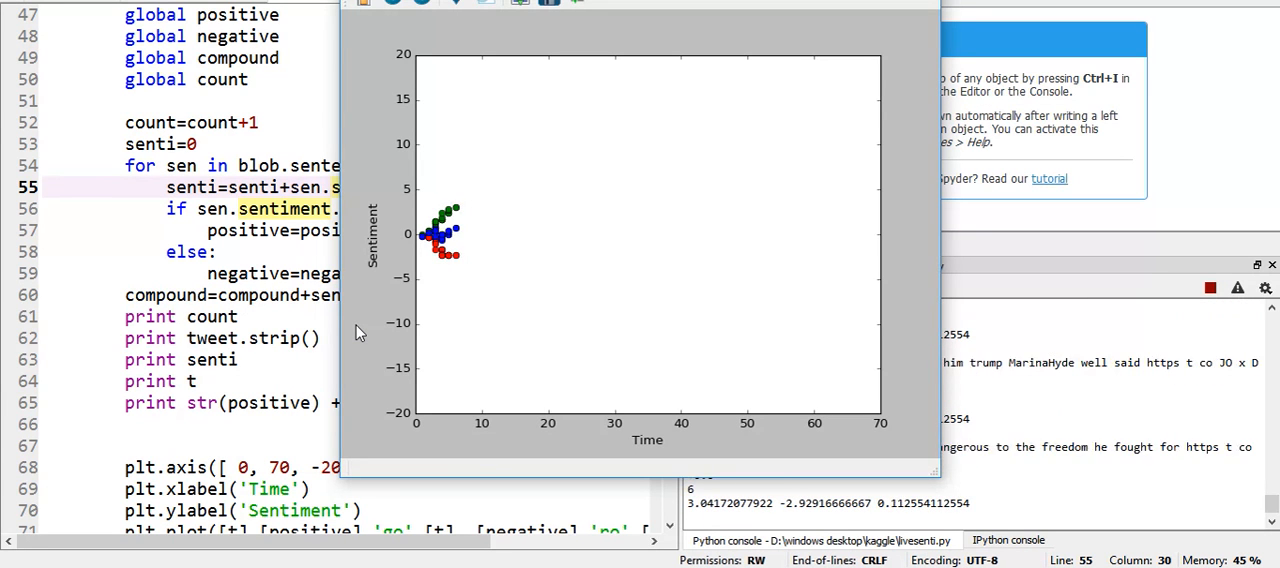 47 global positive
48 global negative
49 global compound
50 global count
51
52 count=count+1
53 senti=0
54 for sen in blob.sente
55 senti=senti+sen.s
56 if sen.sentiment.
57 positive=posi
58 else:
59 negative=nega
60 compound=compound+sen
61 print count
62 print tweet.strip()
63 print senti
64 print t
65 print str(positive) +
66
67
68 plt.axis([ 0, 70, -20
69 plt.xlabel('Time')
70 plt.ylabel('Sentiment')
71 plt.plot([t],[positive],'go',[t], [negative],'ro',[
20
15
10
5
0
−5
−10
−15
−20
Sentiment
0 10 20 30 40 50 60 70
Time
p of any object by pressing Ctrl+I in
the Editor or the Console.
wn automatically after writing a left
n object. You can activate this
es > Help.
Spyder? Read our tutorial
12554
him trump MarinaHyde well said https t co JO x D
12554
angerous to the freedom he fought for https t co
6
3.04172077922 -2.92916666667 0.112554112554
Python console - D:\windows desktop\kaggle\livesenti.py IPython console
Permissions: RW End-of-lines: CRLF Encoding: UTF-8 Line: 55 Column: 30 Memory: 45 %